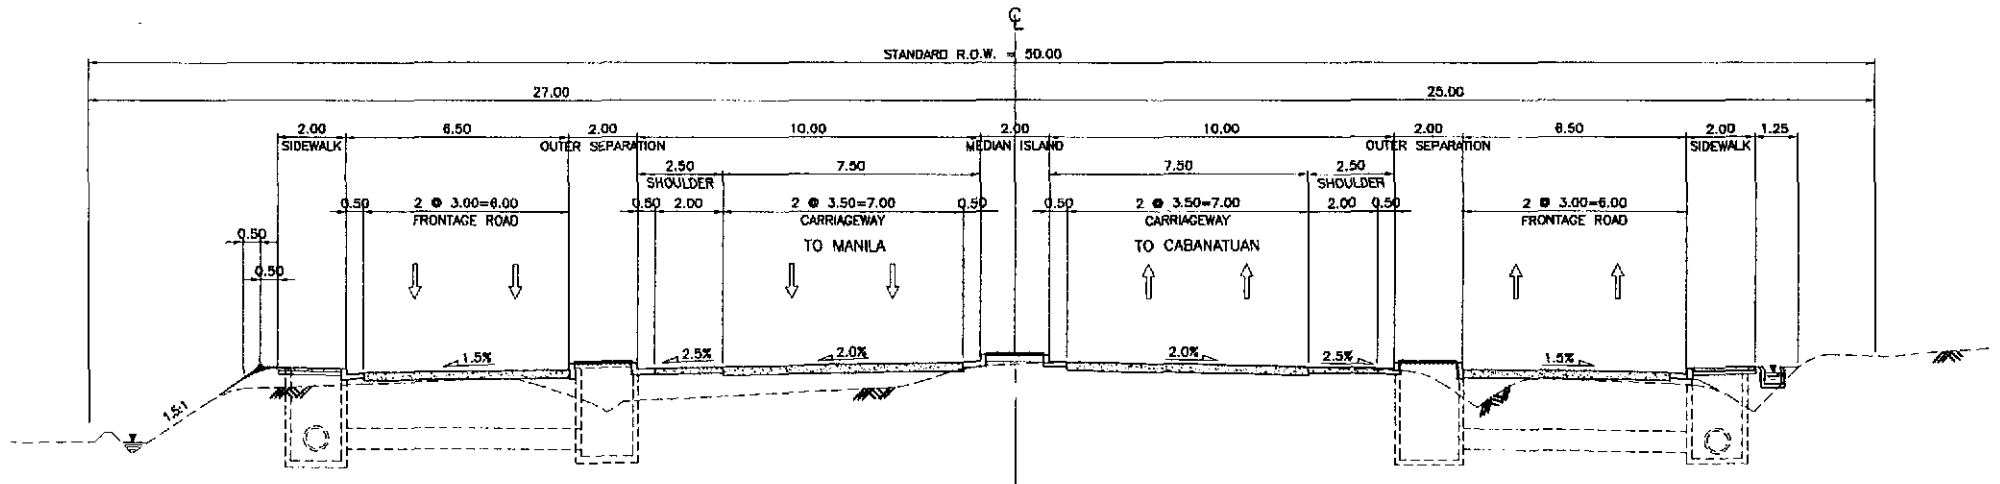 ℄
STANDARD R.O.W. = 50.00
27.00 25.00
2.00 6.50 2.00 10.00 2.00 10.00 2.00 6.50 2.00 1.25
SIDEWALK OUTER SEPARATION MEDIAN ISLAND OUTER SEPARATION SIDEWALK
2.50 7.50 7.50 2.50
SHOULDER SHOULDER
0.50 2 @ 3.00=6.00 0.50 2.00 2 @ 3.50=7.00 0.50 0.50 2 @ 3.50=7.00 2.00 0.50 2 @ 3.00=6.00
FRONTAGE ROAD CARRIAGEWAY CARRIAGEWAY FRONTAGE ROAD
0.50 TO MANILA TO CABANATUAN
0.50
1.5% 2.5% 2.0% 2.0% 2.5% 1.5%
1.5:1